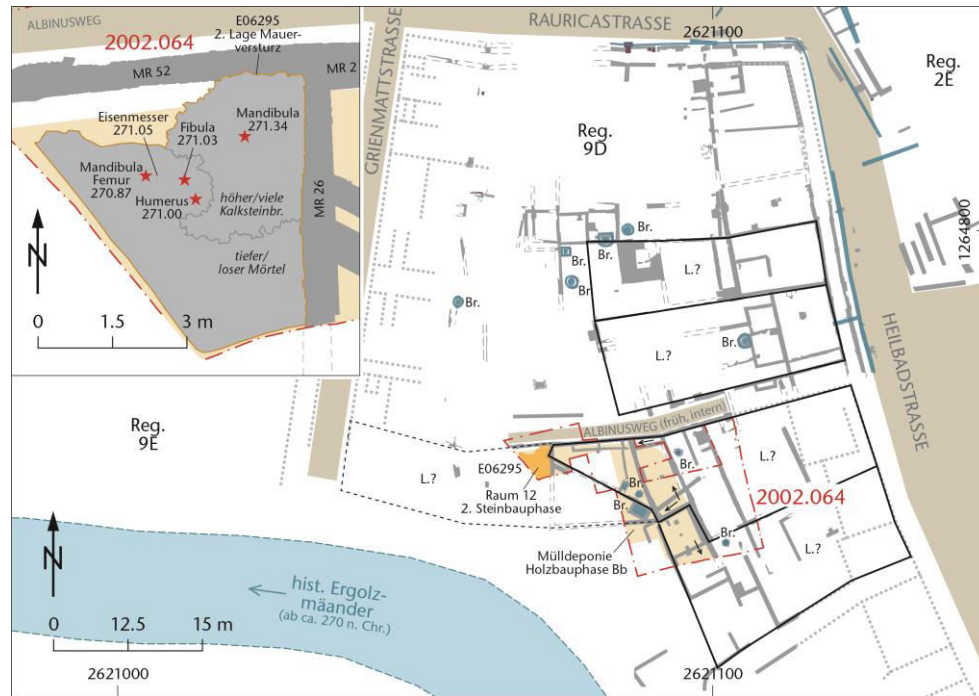 ALBINUSWEG
2002.064
E06295
2. Lage Mauer-
versturz
MR 52
MR 2
Eisenmesser
271.05
Fibula
271.03
Mandibula
271.34
Mandibula
Femur
270.87
Humerus
271.00
höher/viele
Kalksteinbr.
tiefer/
loser Mörtel
MR 26
N
0 1.5 3 m
RAURICASTRASSE
2621100
GRIENMATTSTRASSE
Reg.
9D
Reg.
2E
1264800
Br.
Br.
Br.
Br.
Br.
L.?
Br.
L.?
HEILBADSTRASSE
Reg.
9E
ALBINUSWEG (früh, intern)
L.?
E06295
Raum 12
2. Steinbauphase
Br.
Br.
Br.
Br.
L.?
2002.064
L.?
Mülldeponie
Holzbauphase Bb
N
hist. Ergolz-
mäander
(ab ca. 270 n. Chr.)
0 12.5 15 m
2621000
2621100